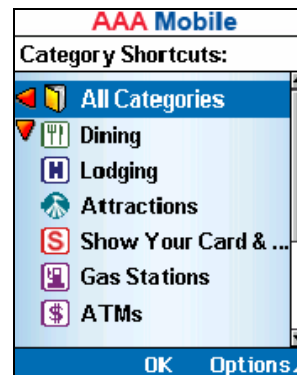 AAA Mobile
Category Shortcuts:
All Categories
Dining
H Lodging
Attractions
S Show Your Card & ...
Gas Stations
$ ATMs
OK Options